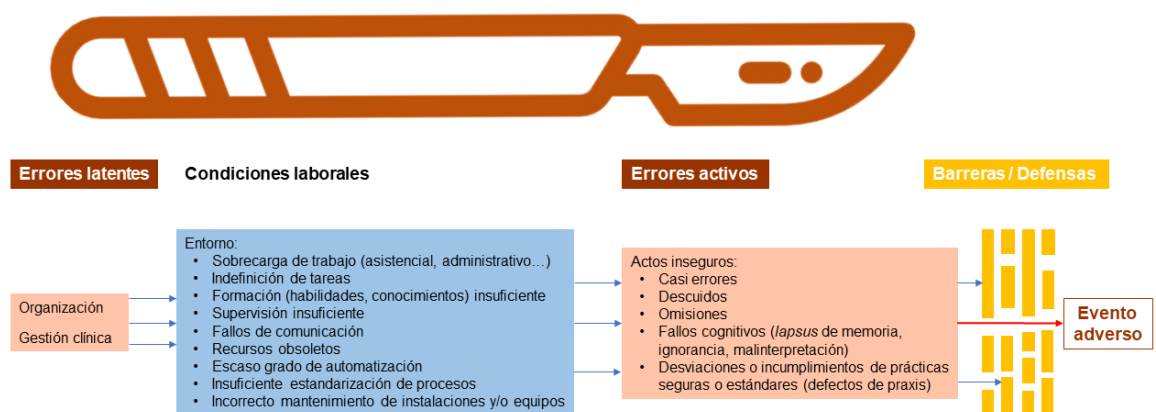 Errores latentes
Condiciones laborales
Errores activos
Barreras / Defensas
Organización
Gestión clínica
Entorno:
• Sobrecarga de trabajo (asistencial, administrativo…)
• Indefinición de tareas
• Formación (habilidades, conocimientos) insuficiente
• Supervisión insuficiente
• Fallos de comunicación
• Recursos obsoletos
• Escaso grado de automatización
• Insuficiente estandarización de procesos
• Incorrecto mantenimiento de instalaciones y/o equipos
Actos inseguros:
• Casi errores
• Descuidos
• Omisiones
• Fallos cognitivos (lapsus de memoria,
ignorancia, malinterpretación)
• Desviaciones o incumplimientos de prácticas
seguras o estándares (defectos de praxis)
Evento
adverso